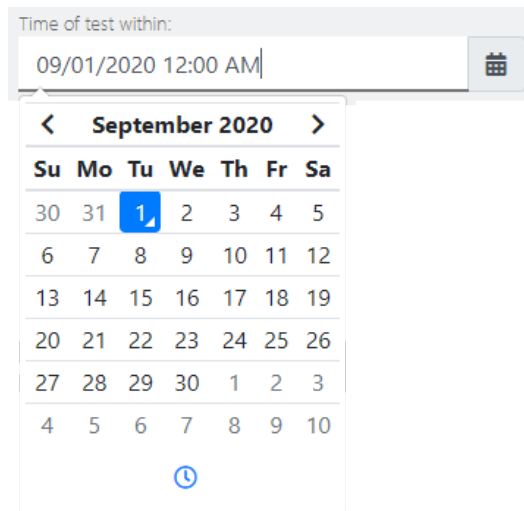 Time of test within:
09/01/2020 12:00 AM
September 2020
Su Mo Tu We Th Fr Sa
30 31 1 2 3 4 5
6 7 8 9 10 11 12
13 14 15 16 17 18 19
20 21 22 23 24 25 26
27 28 29 30 1 2 3
4 5 6 7 8 9 10